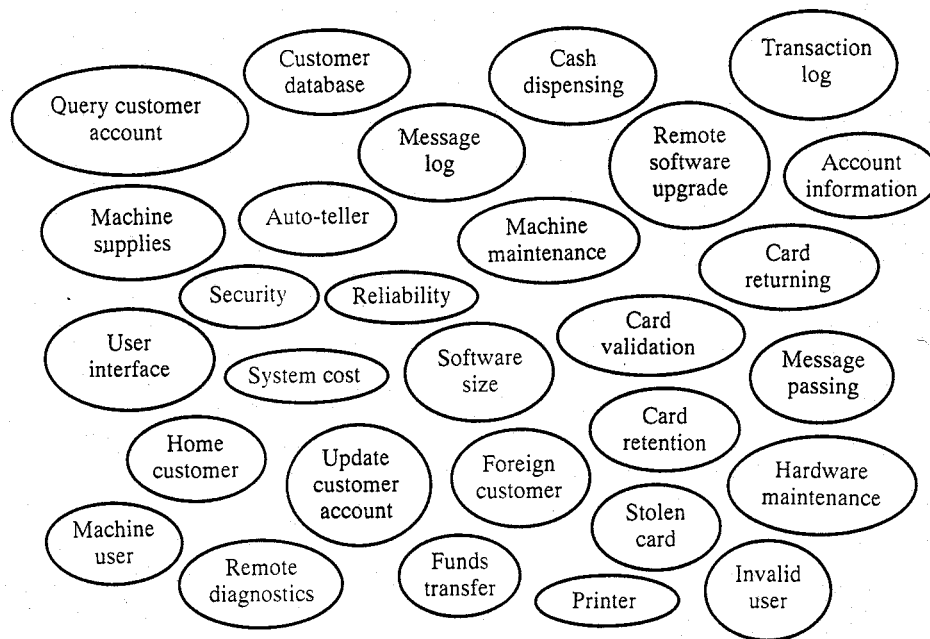 Customer
database
Cash
dispensing
Transaction
log
Query customer
account
Message
log
Remote
software
upgrade
Account
information
Machine
supplies
Auto-teller
Machine
maintenance
Card
returning
Security
Reliability
User
interface
System cost
Software
size
Card
validation
Message
passing
Home
customer
Update
customer
account
Foreign
customer
Card
retention
Hardware
maintenance
Machine
user
Remote
diagnostics
Funds
transfer
Stolen
card
Printer
Invalid
user